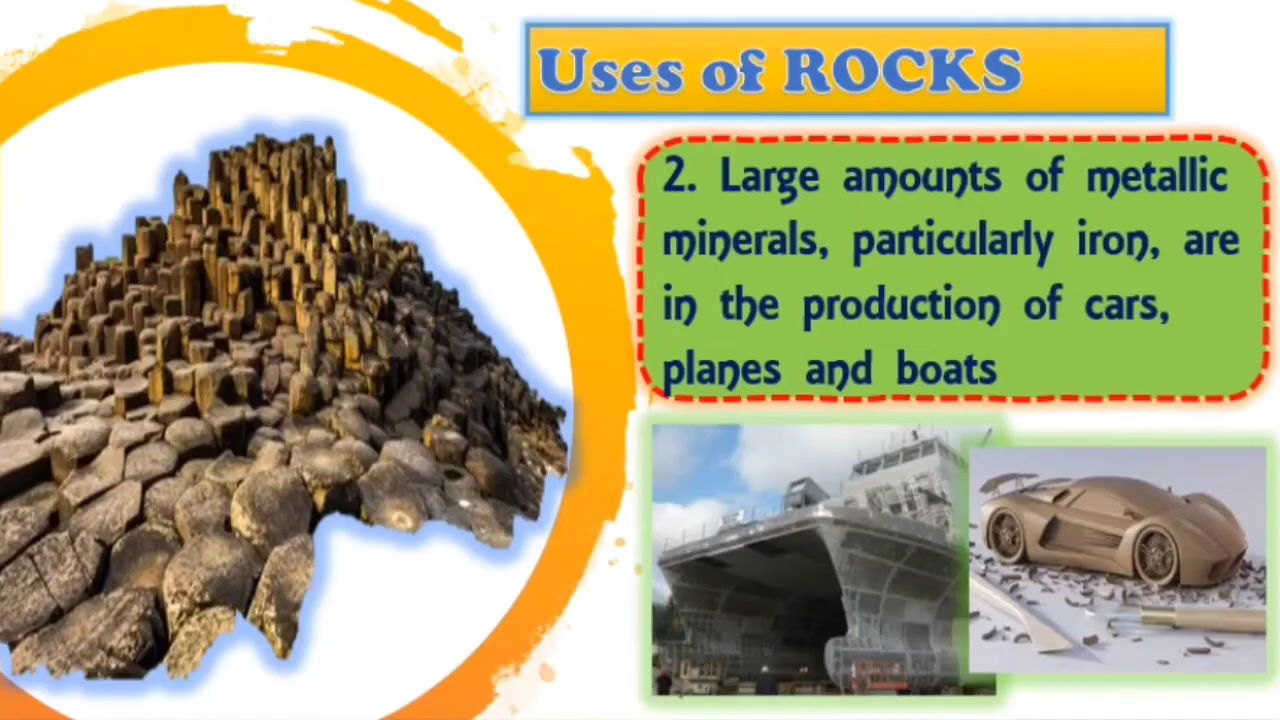 Uses of ROCKS
2. Large amounts of metallic
minerals, particularly iron, are
in the production of cars,
planes and boats